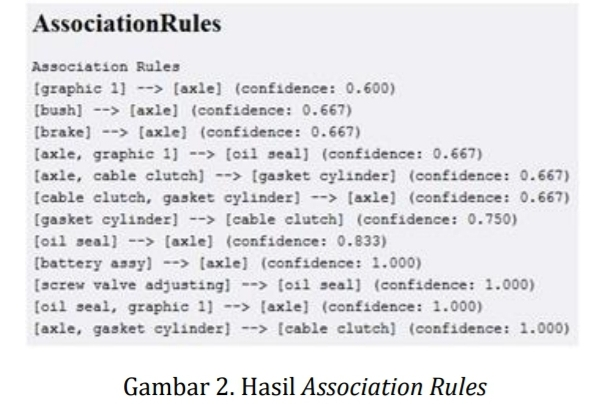 AssociationRules
Association Rules
[graphic 1] --> [axle] (confidence: 0.600)
[bush] --> [axle] (confidence: 0.667)
[brake] --> [axle] (confidence: 0.667)
[axle, graphic 1] --> [oil seal] (confidence: 0.667)
[axle, cable clutch] --> [gasket cylinder] (confidence: 0.667)
[cable clutch, gasket cylinder] --> [axle] (confidence: 0.667)
[gasket cylinder] --> [cable clutch] (confidence: 0.750)
[oil seal] --> [axle] (confidence: 0.833)
[battery assy] --> [axle] (confidence: 1.000)
[screw valve adjusting] --> [oil seal] (confidence: 1.000)
[oil seal, graphic 1] --> [axle] (confidence: 1.000)
[axle, gasket cylinder] --> [cable clutch] (confidence: 1.000)
Gambar 2. Hasil Association Rules